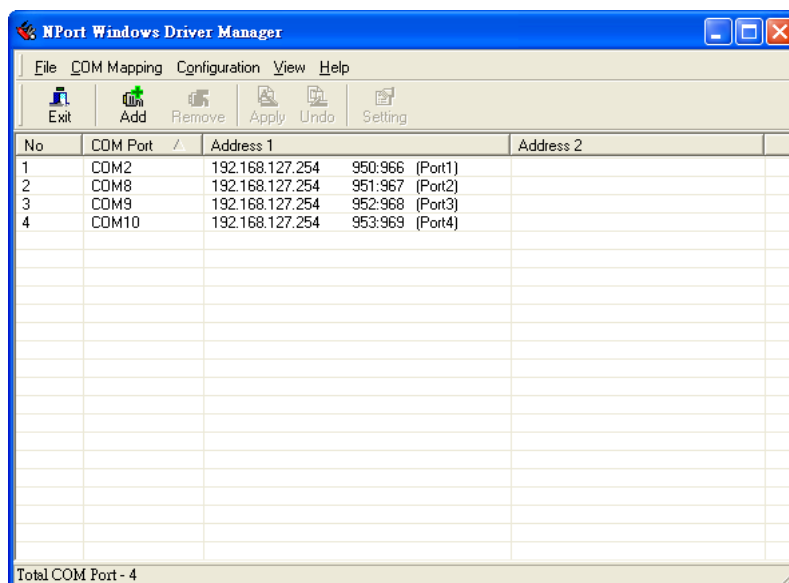 NPort Windows Driver Manager
File COM Mapping Configuration View Help
Exit Add Remove Apply Undo Setting
No COM Port Address 1 Address 2
1 COM2 192.168.127.254 950:966 (Port1)
2 COM8 192.168.127.254 951:967 (Port2)
3 COM9 192.168.127.254 952:968 (Port3)
4 COM10 192.168.127.254 953:969 (Port4)
Total COM Port - 4